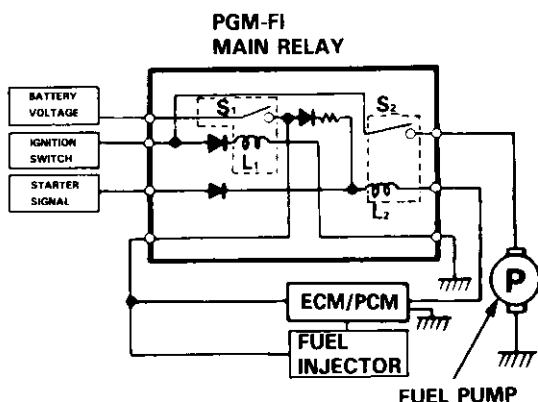 PGM-FI
MAIN RELAY
BATTERY
VOLTAGE
IGNITION
SWITCH
STARTER
SIGNAL
S1
L1
S2
L2
ECM/PCM
FUEL
INJECTOR
P
FUEL PUMP